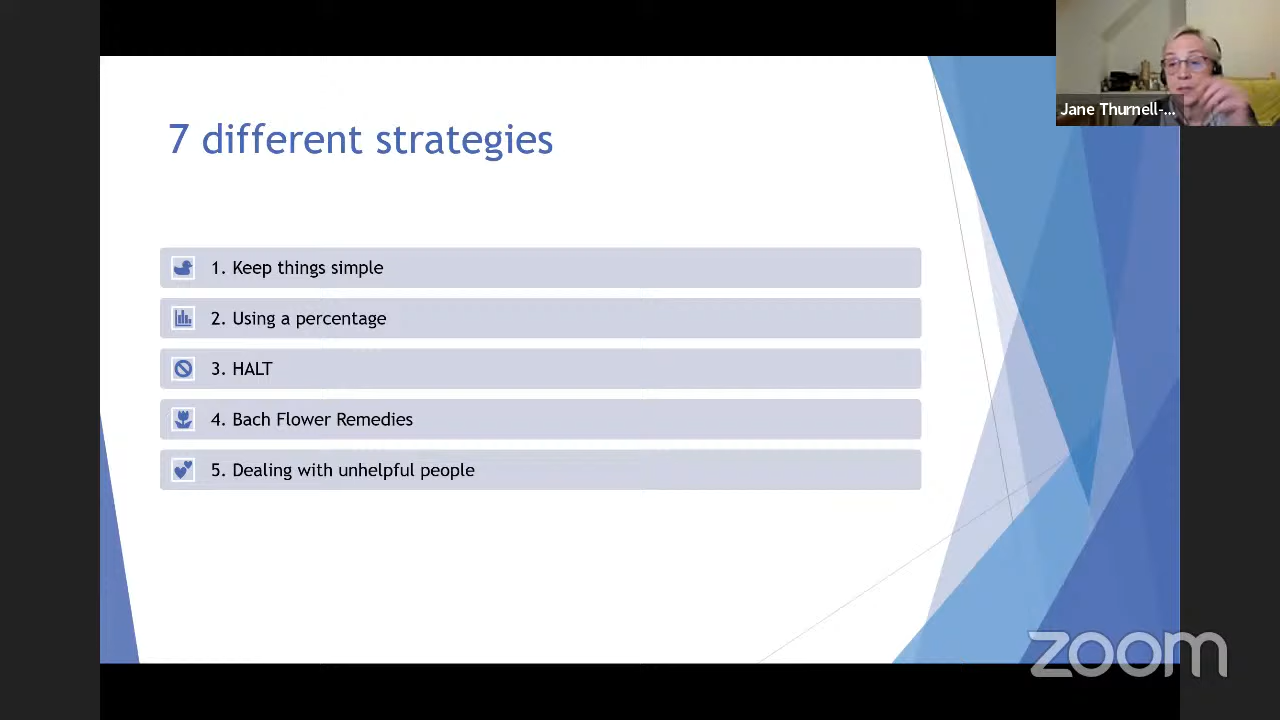 Jane Thurnell-...
7 different strategies
1. Keep things simple
2. Using a percentage
3. HALT
4. Bach Flower Remedies
5. Dealing with unhelpful people
zoom